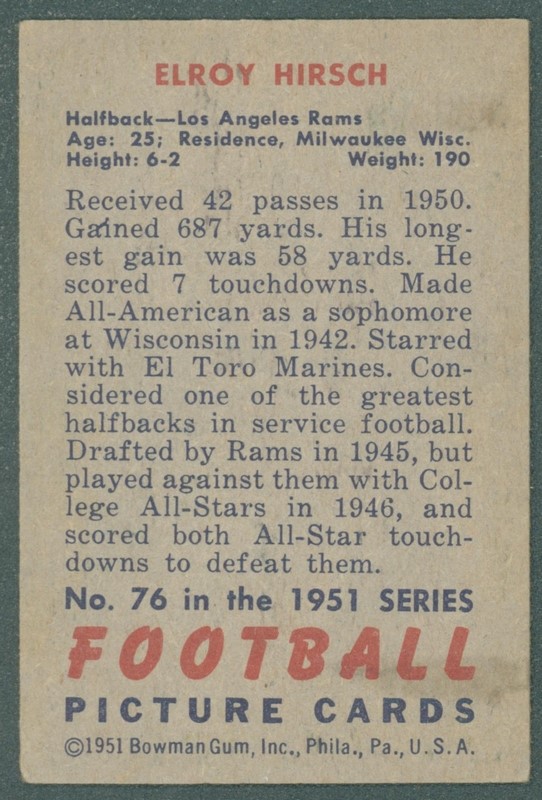 ELROY HIRSCH
Halfback—Los Angeles Rams
Age: 25; Residence, Milwaukee Wisc.
Height: 6-2 Weight: 190
Received 42 passes in 1950.
Gained 687 yards. His long-
est gain was 58 yards. He
scored 7 touchdowns. Made
All-American as a sophomore
at Wisconsin in 1942. Starred
with El Toro Marines. Con-
sidered one of the greatest
halfbacks in service football.
Drafted by Rams in 1945, but
played against them with Col-
lege All-Stars in 1946, and
scored both All-Star touch-
downs to defeat them.
No. 76 in the 1951 SERIES
FOOTBALL
PICTURE CARDS
©1951 Bowman Gum, Inc., Phila., Pa., U.S.A.